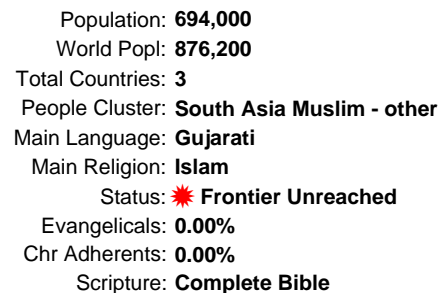 Population: 694,000
World Popl: 876,200
Total Countries: 3
People Cluster: South Asia Muslim - other
Main Language: Gujarati
Main Religion: Islam
Status: Frontier Unreached
Evangelicals: 0.00%
Chr Adherents: 0.00%
Scripture: Complete Bible